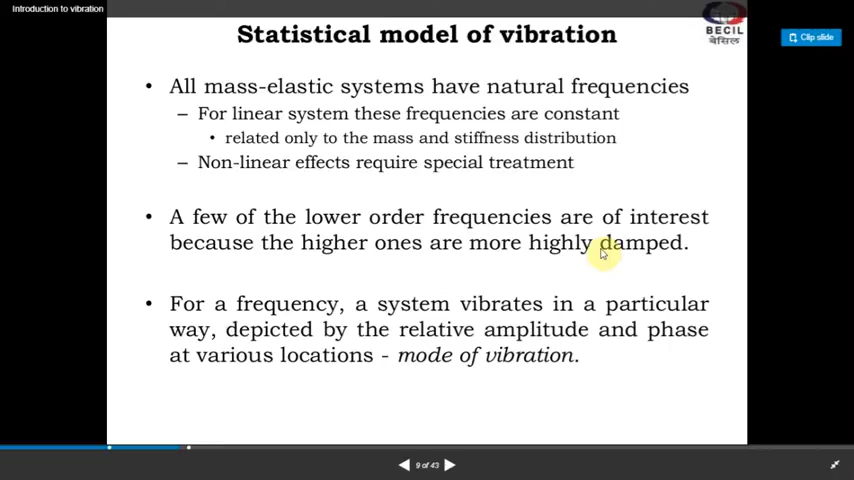 Introduction to vibration
Statistical model of vibration
BECIL
बेसिल
Clip slide
• All mass-elastic systems have natural frequencies
– For linear system these frequencies are constant
• related only to the mass and stiffness distribution
– Non-linear effects require special treatment
• A few of the lower order frequencies are of interest
because the higher ones are more highly damped.
• For a frequency, a system vibrates in a particular
way, depicted by the relative amplitude and phase
at various locations - mode of vibration.
9 of 43